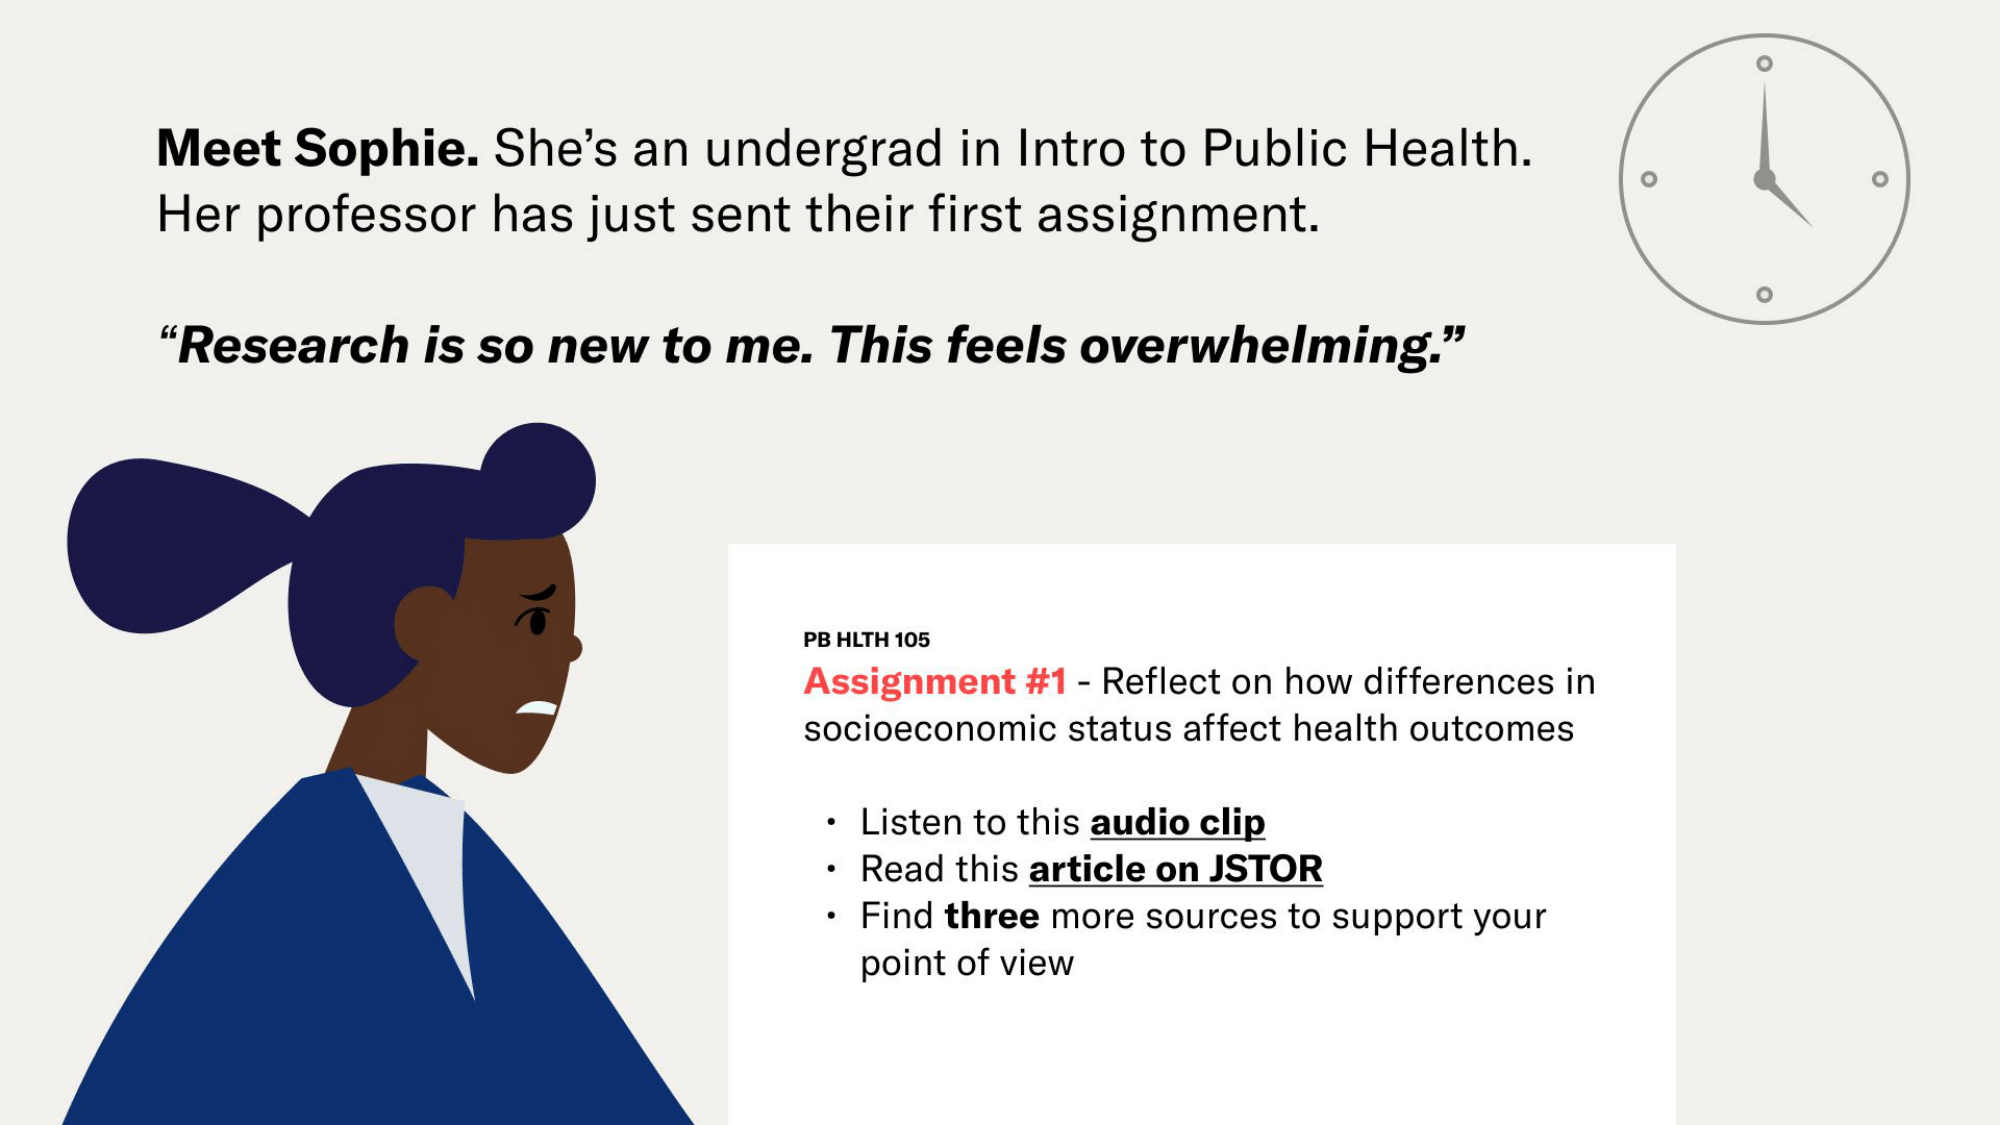 Meet Sophie. She’s an undergrad in Intro to Public Health.
Her professor has just sent their first assignment.
“Research is so new to me. This feels overwhelming.”
PB HLTH 105
Assignment #1 - Reflect on how differences in
socioeconomic status affect health outcomes
• Listen to this audio clip
• Read this article on JSTOR
• Find three more sources to support your
point of view